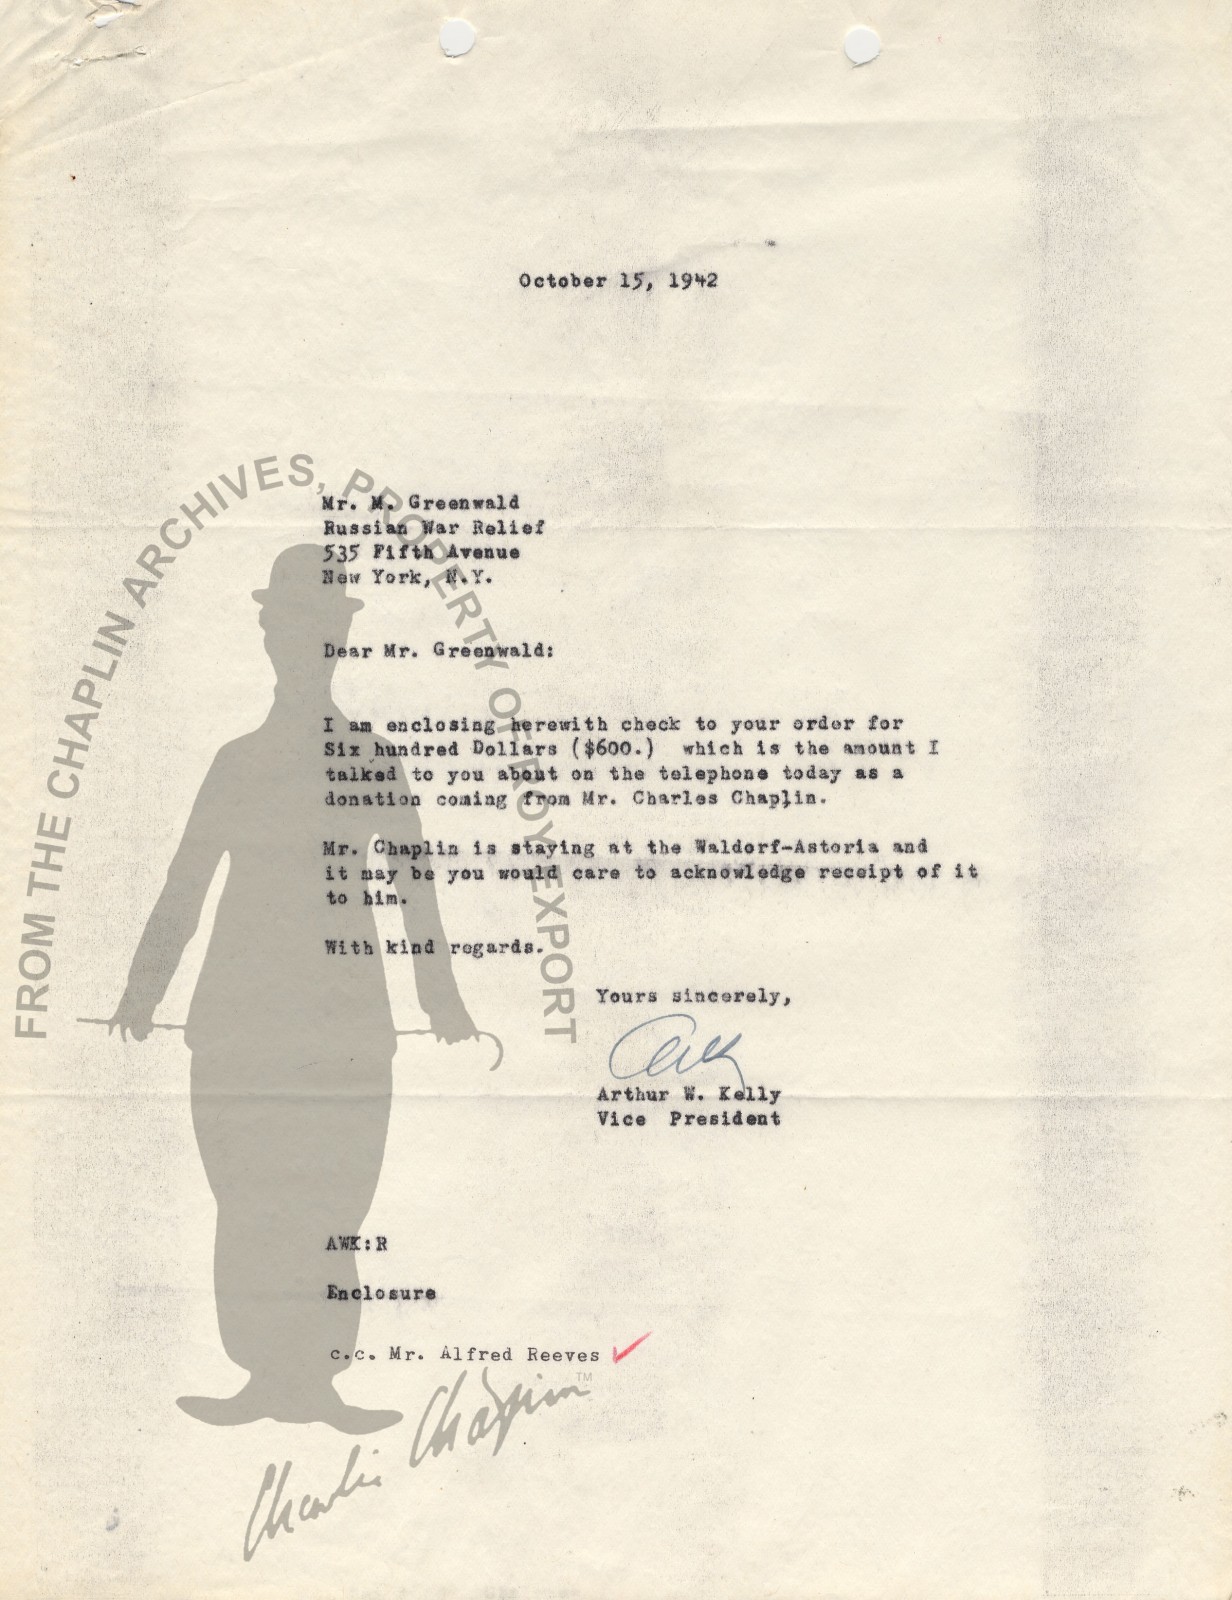 October 15, 1942
Mr. M. Greenwald
Russian War Relief
535 Fifth Avenue
New York, N.Y.
Dear Mr. Greenwald:
I am enclosing herewith check to your order for
Six hundred Dollars ($600.) which is the amount I
talked to you about on the telephone today as a
donation coming from Mr. Charles Chaplin.
Mr. Chaplin is staying at the Waldorf-Astoria and
it may be you would care to acknowledge receipt of it
to him.
With kind regards.
Yours sincerely,
AWK
Arthur W. Kelly
Vice President
AWK:R
Enclosure
c.c. Mr. Alfred Reeves
FROM THE CHAPLIN ARCHIVES, PROPERTY OF ROY EXPORT
Charlie Chaplin TM